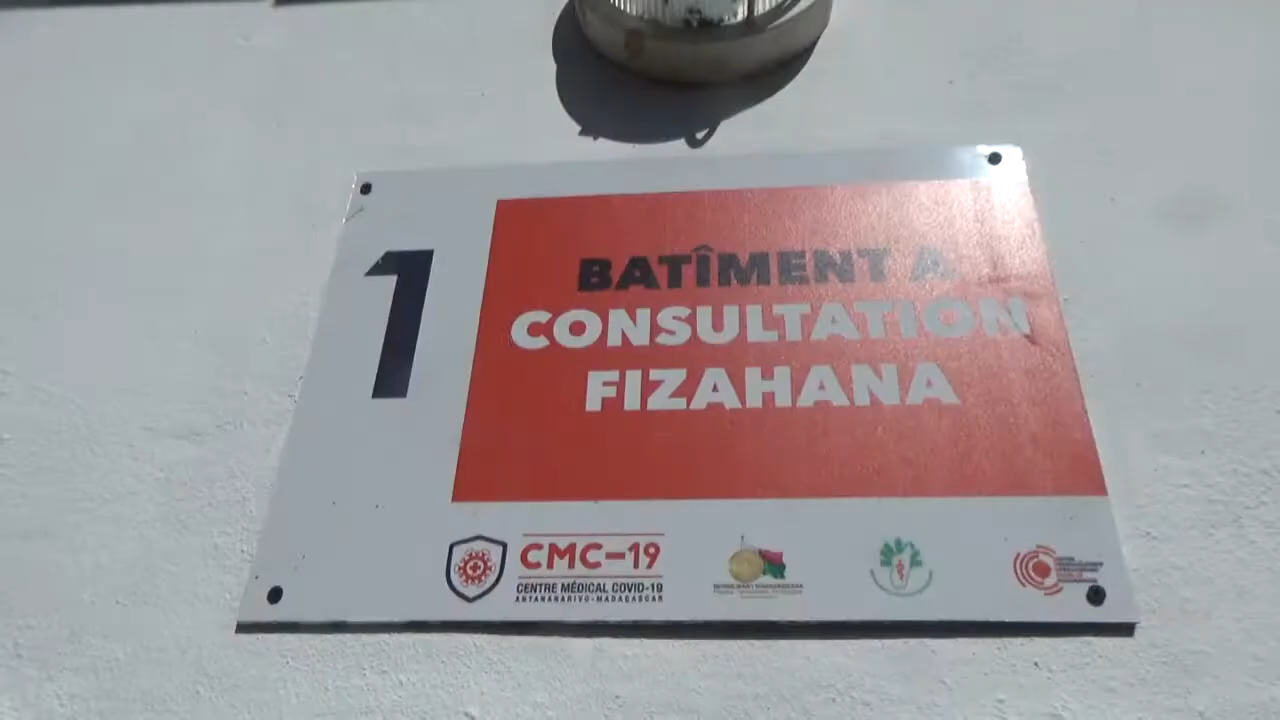 1
BATÎMENT A
CONSULTATION
FIZAHANA
CMC-19
CENTRE MÉDICAL COVID-19
ANTANANARIVO-MADAGASCAR